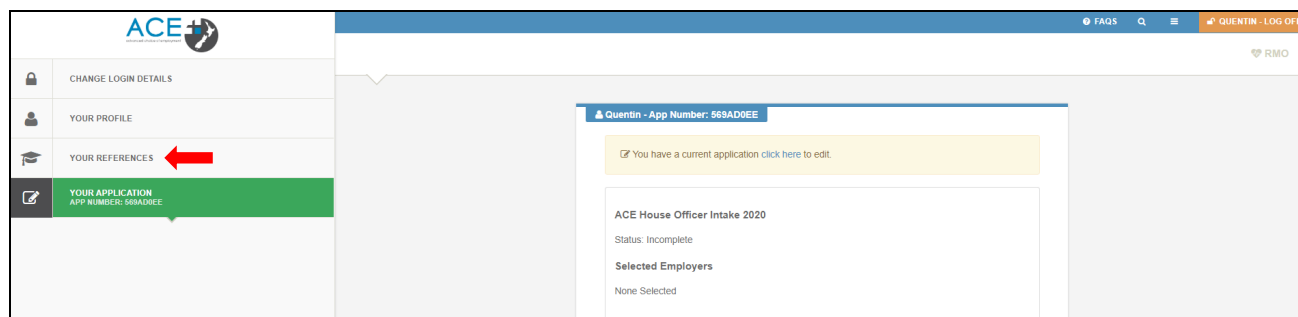 ACE
FAQS
QUENTIN - LOG OF
RMO
CHANGE LOGIN DETAILS
YOUR PROFILE
YOUR REFERENCES
YOUR APPLICATION
APP NUMBER: 569AD0EE
Quentin - App Number: 569AD0EE
You have a current application click here to edit.
ACE House Officer Intake 2020
Status: Incomplete
Selected Employers
None Selected